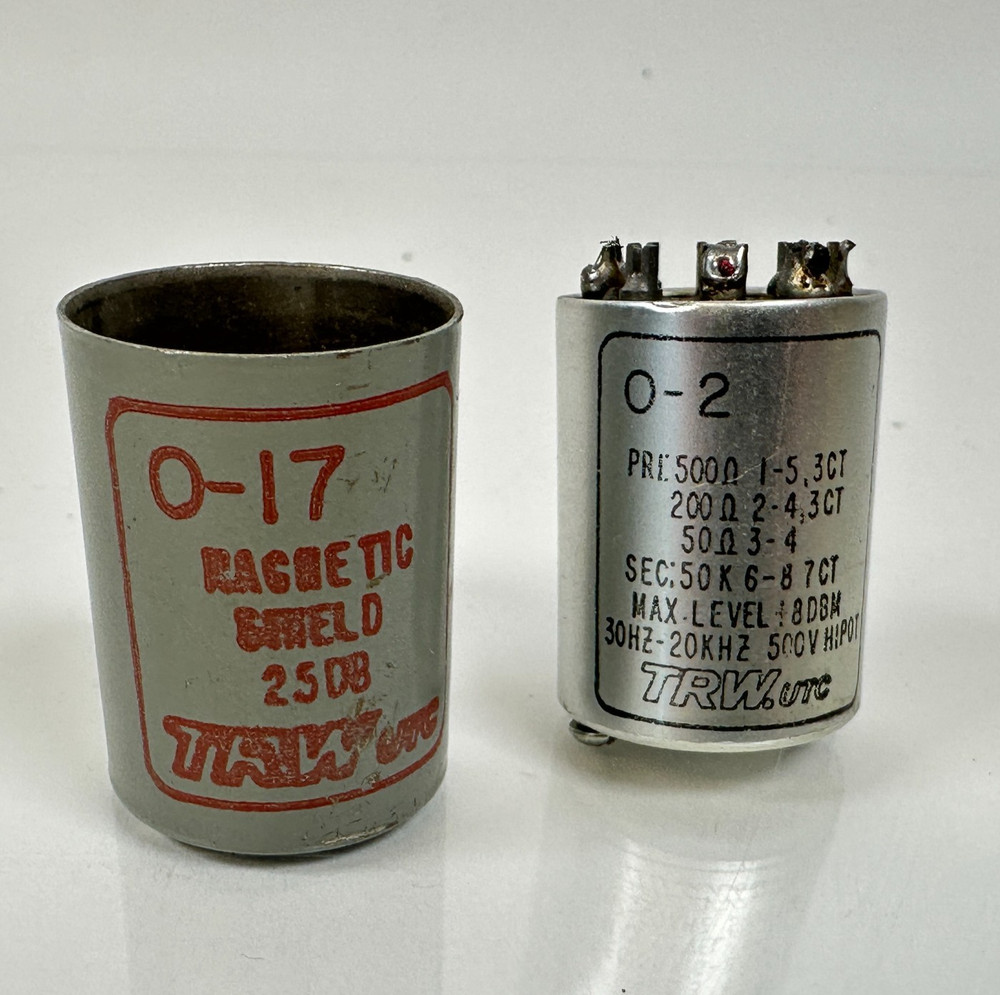 O-17
MAGNETIC
SHIELD
25DB
TRW UTC
O-2
PRI: 500Ω 1-5,3CT
200Ω 2-4,3CT
50Ω 3-4
SEC: 50K 6-8 7CT
MAX. LEVEL +8DBM
30HZ-20KHZ 500V HIPOT
TRW. UTC